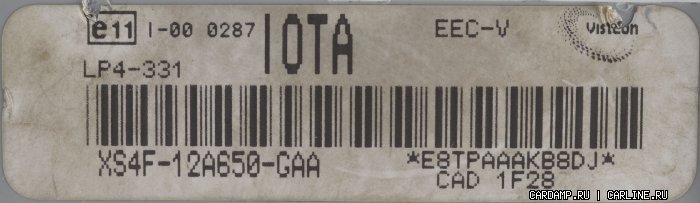 e11 I-00 0287 IOTA EEC-V Visteon
LP4-331
XS4F-12A650-GAA *E8TPAAAKB8DJ*
CAD 1F28
CARDAMP.RU | CARLINE.RU